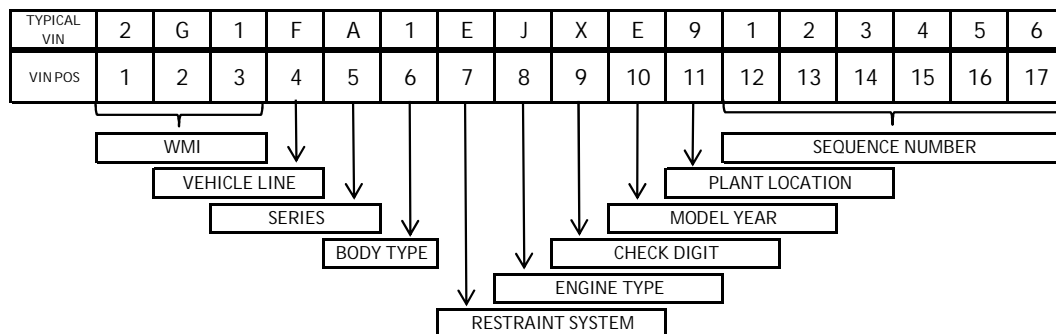 TYPICAL VIN 2 G 1 F A 1 E J X E 9 1 2 3 4 5 6
VIN POS 1 2 3 4 5 6 7 8 9 10 11 12 13 14 15 16 17
WMI SEQUENCE NUMBER
VEHICLE LINE PLANT LOCATION
SERIES MODEL YEAR
BODY TYPE CHECK DIGIT
ENGINE TYPE
RESTRAINT SYSTEM